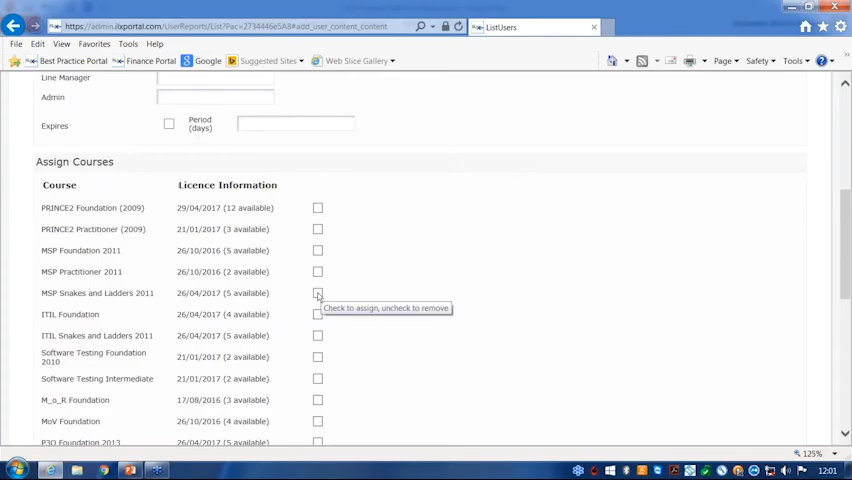 https://admin.ilxportal.com/UserReports/List?Pac=2734446e5A8#add_user_content_content
ListUsers
File Edit View Favorites Tools Help
Best Practice Portal Finance Portal Google Suggested Sites Web Slice Gallery Page Safety Tools
Line Manager
Admin
Expires Period (days)
Assign Courses
Course Licence Information
PRINCE2 Foundation (2009) 29/04/2017 (12 available)
PRINCE2 Practitioner (2009) 21/01/2017 (3 available)
MSP Foundation 2011 26/10/2016 (5 available)
MSP Practitioner 2011 26/10/2016 (2 available)
MSP Snakes and Ladders 2011 26/04/2017 (5 available)
Check to assign, uncheck to remove
ITIL Foundation 26/04/2017 (4 available)
ITIL Snakes and Ladders 2011 26/04/2017 (5 available)
Software Testing Foundation 2010 21/01/2017 (2 available)
Software Testing Intermediate 21/01/2017 (2 available)
M_o_R Foundation 17/08/2016 (3 available)
MoV Foundation 26/10/2016 (4 available)
P3O Foundation 2013 26/04/2017 (5 available)
125%
12:01